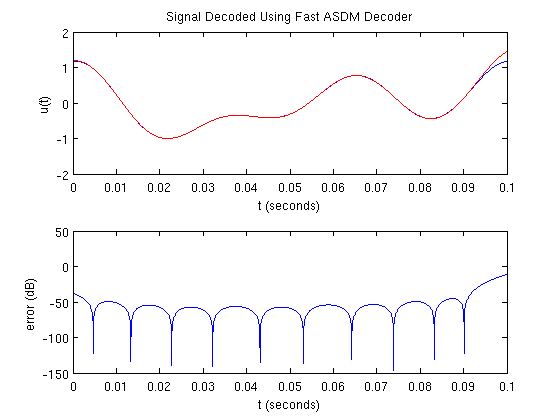 Signal Decoded Using Fast ASDM Decoder
2
1
0
-1
-2
u(t)
0 0.01 0.02 0.03 0.04 0.05 0.06 0.07 0.08 0.09 0.1
t (seconds)
50
0
-50
-100
-150
error (dB)
0 0.01 0.02 0.03 0.04 0.05 0.06 0.07 0.08 0.09 0.1
t (seconds)